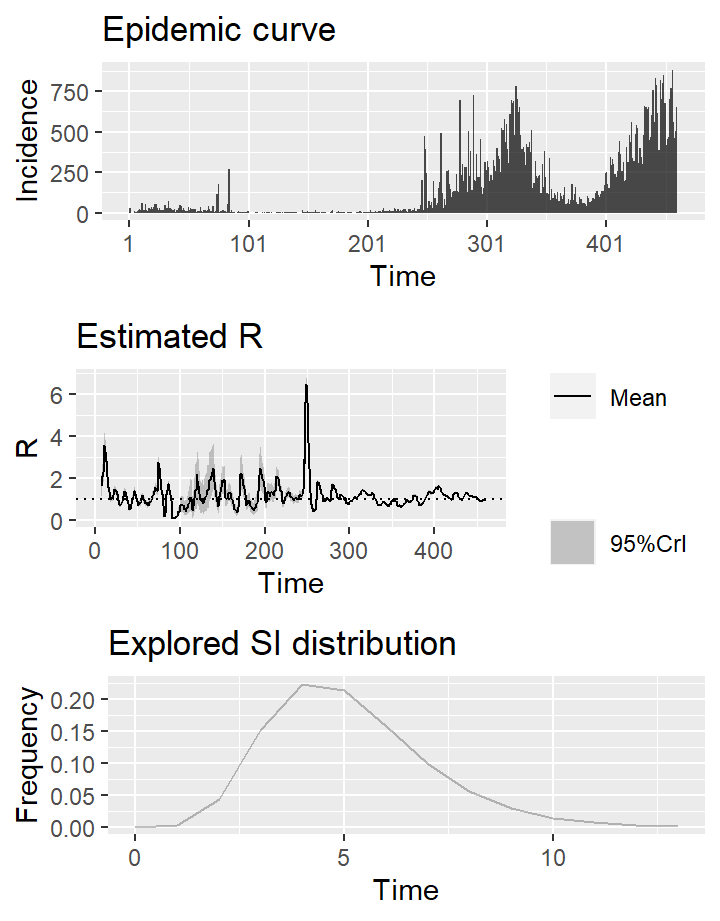 Epidemic curve
Incidence
750
500
250
0
1 101 201 301 401
Time
Estimated R
R
6
4
2
0
0 100 200 300 400
Time
Mean
95%CrI
Explored SI distribution
Frequency
0.20
0.15
0.10
0.05
0.00
0 5 10
Time